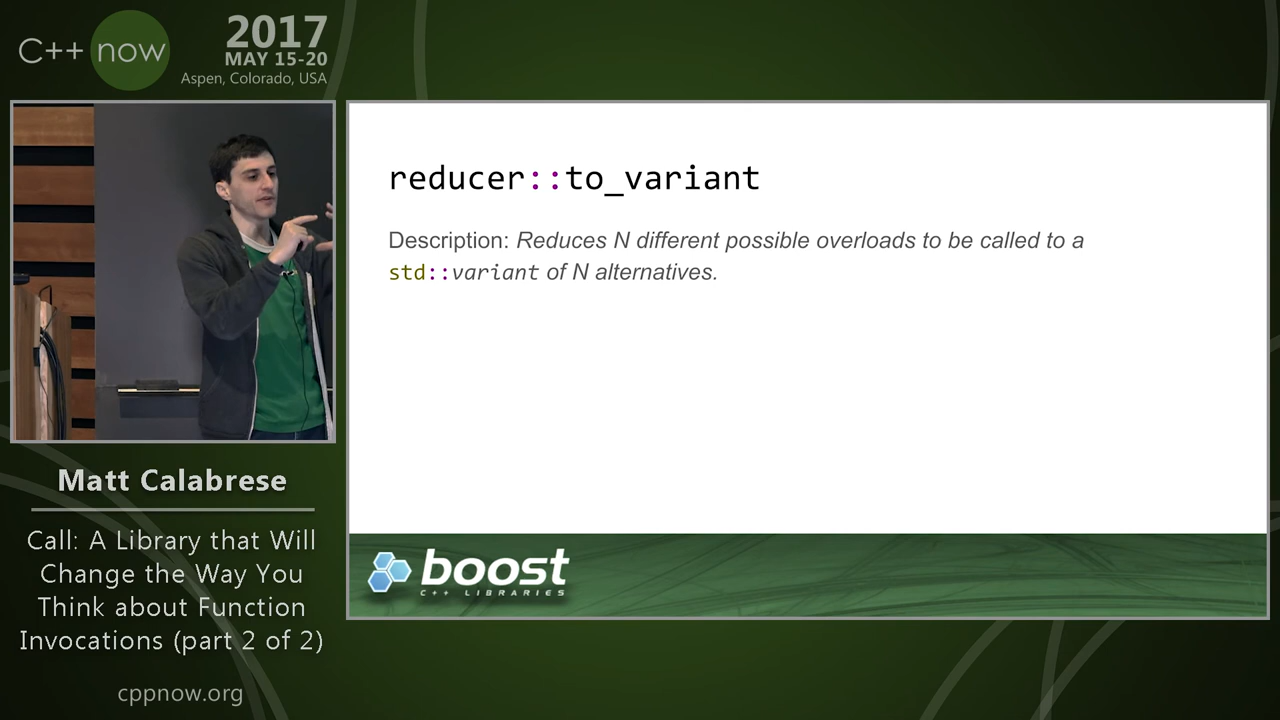 C++ now
2017
MAY 15-20
Aspen, Colorado, USA
reducer::to_variant
Description: Reduces N different possible overloads to be called to a
std::variant of N alternatives.
boost
C++ LIBRARIES
Matt Calabrese
Call: A Library that Will
Change the Way You
Think about Function
Invocations (part 2 of 2)
cppnow.org